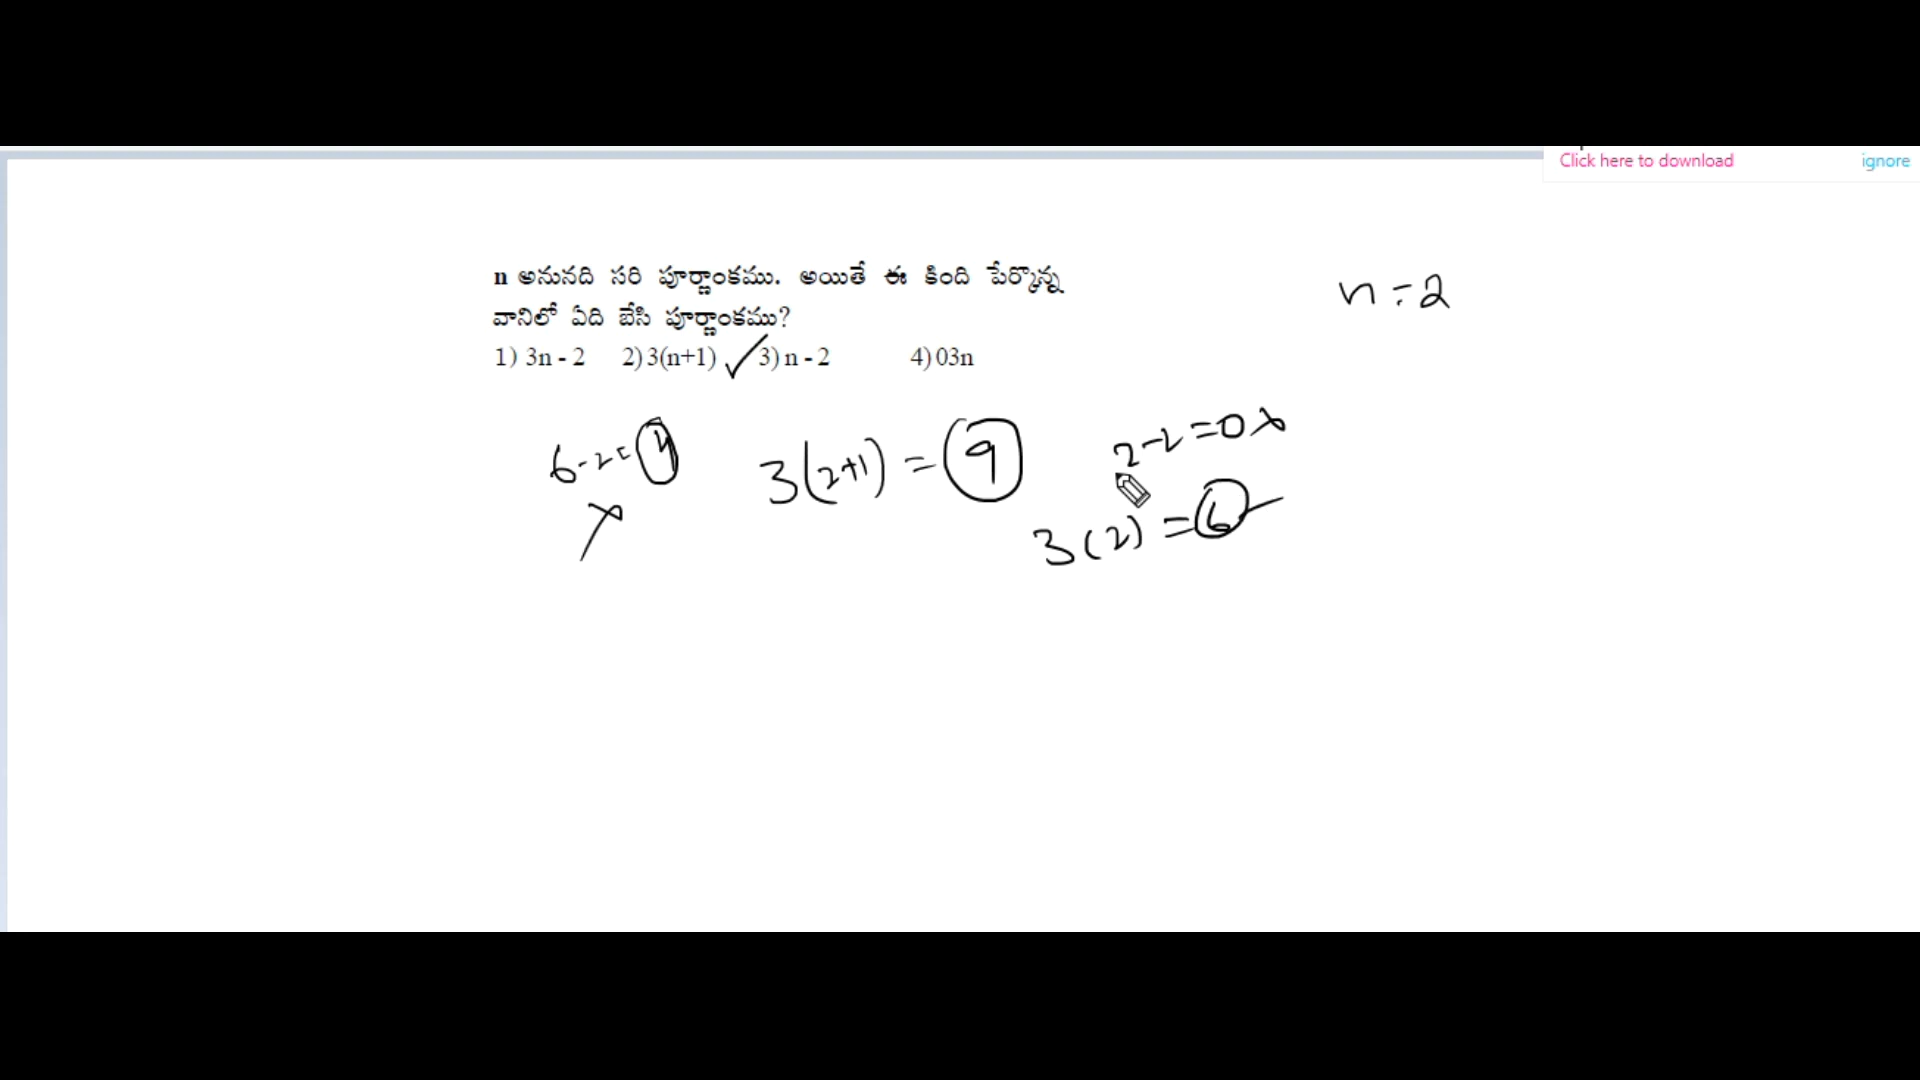 Click here to download ignore
n అనునది సరి పూర్ణాంకము. అయితే ఈ కింది పేర్కొన్న
వానిలో ఏది బేసి పూర్ణాంకము?
1) 3n - 2 2) 3(n+1) 3) n - 2 4) 03n
n = 2
6-2= 4
3(2+1) = 9
2-2=0
3(2) = 6